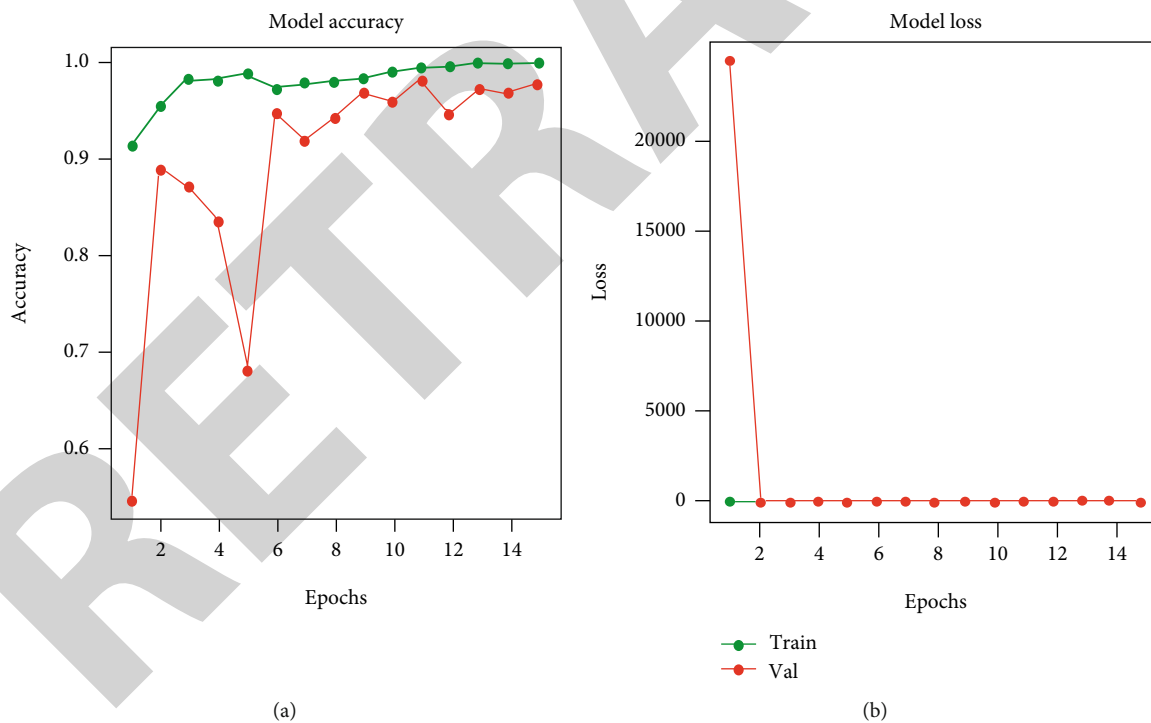 Model accuracy
1.0
0.9
0.8
0.7
0.6
Accuracy
2 4 6 8 10 12 14
Epochs
(a)
Model loss
20000
15000
10000
5000
0
Loss
2 4 6 8 10 12 14
Epochs
Train
Val
(b)
RETRA